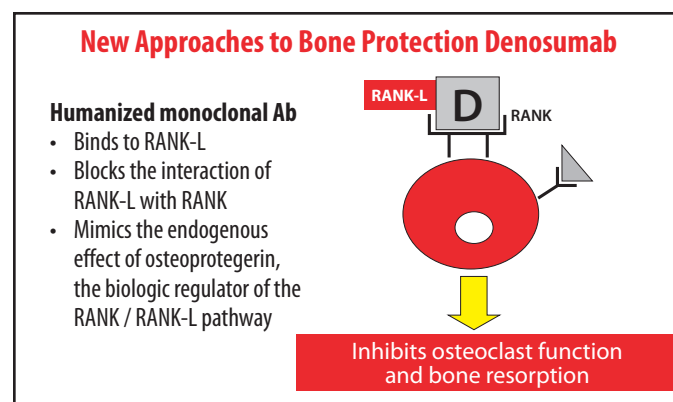 New Approaches to Bone Protection Denosumab
Humanized monoclonal Ab
• Binds to RANK-L
• Blocks the interaction of
RANK-L with RANK
• Mimics the endogenous
effect of osteoprotegerin,
the biologic regulator of the
RANK / RANK-L pathway
RANK-L
D
RANK
Inhibits osteoclast function
and bone resorption